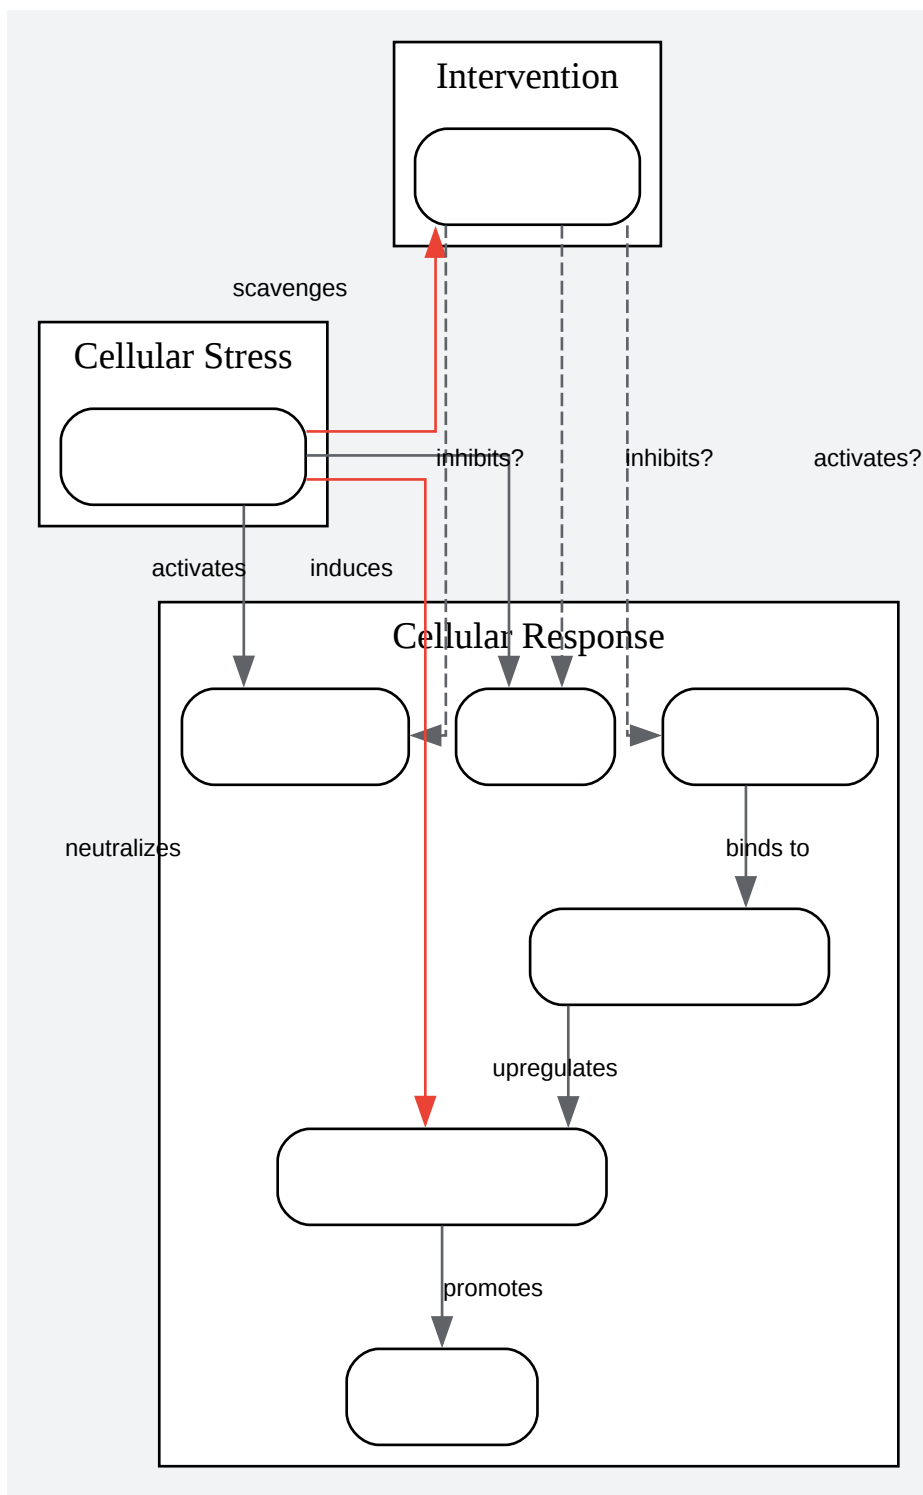 Intervention
scavenges
Cellular Stress
inhibits?
inhibits?
activates?
activates
induces
Cellular Response
neutralizes
binds to
upregulates
promotes